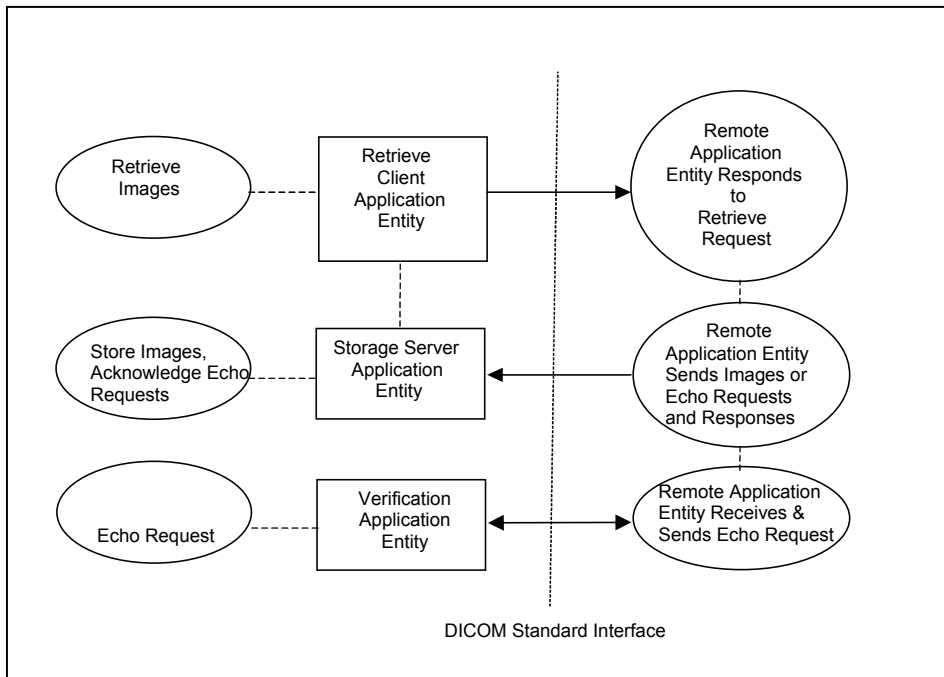 Retrieve
Images
Retrieve
Client
Application
Entity
Remote
Application
Entity Responds
to
Retrieve
Request
Store Images,
Acknowledge Echo
Requests
Storage Server
Application
Entity
Remote
Application Entity
Sends Images or
Echo Requests
and Responses
Echo Request
Verification
Application
Entity
Remote Application
Entity Receives &
Sends Echo Request
DICOM Standard Interface